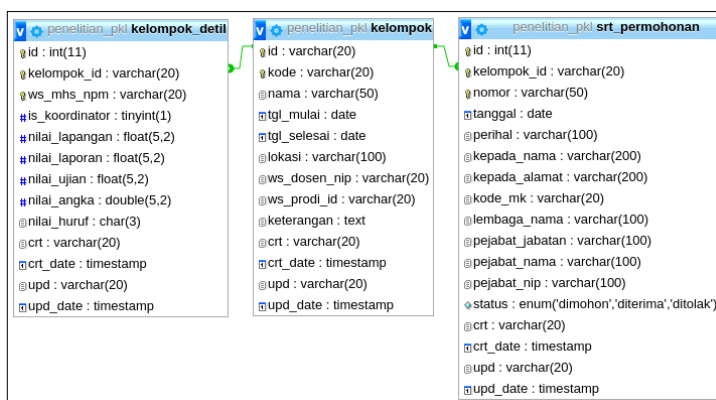 penelitian_pkl kelompok_detil
id : int(11)
kelompok_id : varchar(20)
ws_mhs_npm : varchar(20)
is_koordinator : tinyint(1)
nilai_lapangan : float(5,2)
nilai_laporan : float(5,2)
nilai_ujian : float(5,2)
nilai_angka : double(5,2)
nilai_huruf : char(3)
crt : varchar(20)
crt_date : timestamp
upd : varchar(20)
upd_date : timestamp
penelitian_pkl kelompok
id : varchar(20)
kode : varchar(20)
nama : varchar(50)
tgl_mulai : date
tgl_selesai : date
lokasi : varchar(100)
ws_dosen_nip : varchar(20)
ws_prodi_id : varchar(20)
keterangan : text
crt : varchar(20)
crt_date : timestamp
upd : varchar(20)
upd_date : timestamp
penelitian_pkl srt_permohonan
id : int(11)
kelompok_id : varchar(20)
nomor : varchar(50)
tanggal : date
perihal : varchar(100)
kepada_nama : varchar(200)
kepada_alamat : varchar(200)
kode_mk : varchar(20)
lembaga_nama : varchar(100)
pejabat_jabatan : varchar(100)
pejabat_nama : varchar(100)
pejabat_nip : varchar(100)
status : enum('dimohon','diterima','ditolak')
crt : varchar(20)
crt_date : timestamp
upd : varchar(20)
upd_date : timestamp